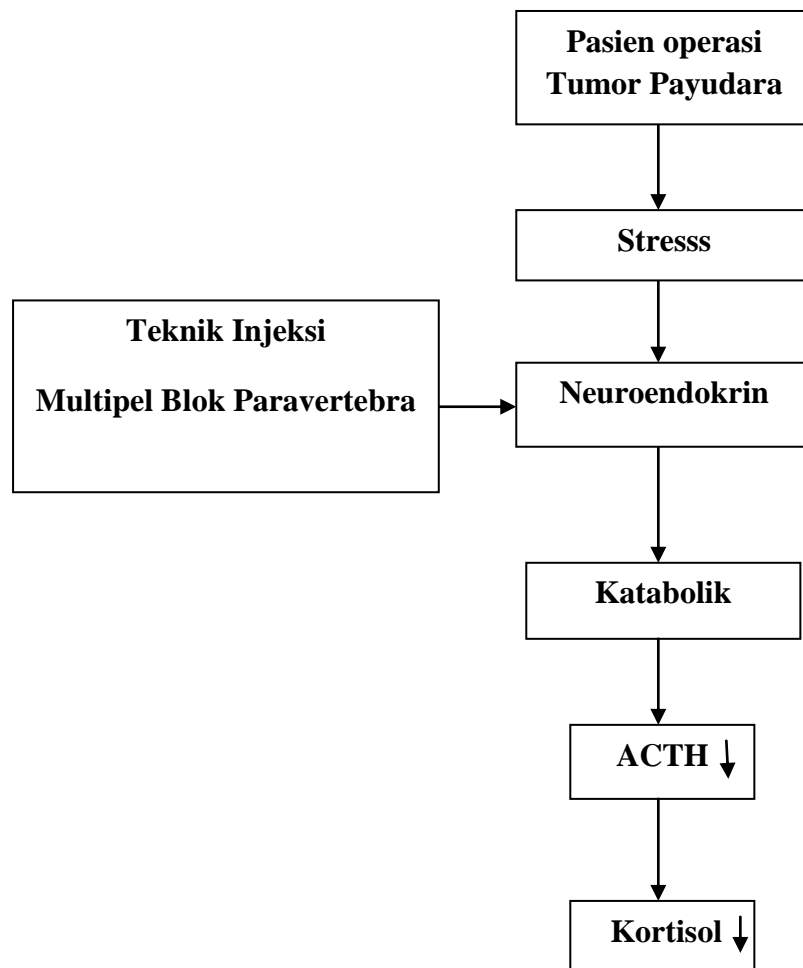 Pasien operasi
Tumor Payudara
Stresss
Teknik Injeksi
Multipel Blok Paravertebra
Neuroendokrin
Katabolik
ACTH
Kortisol